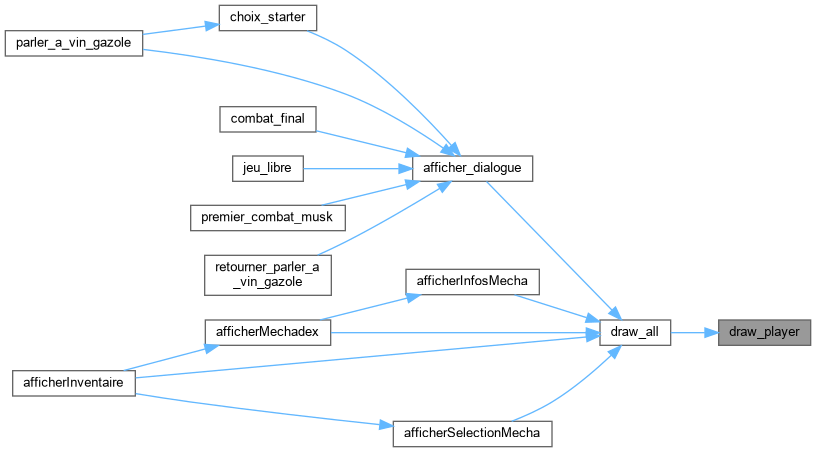 choix_starter
parler_a_vin_gazole
combat_final
jeu_libre
afficher_dialogue
premier_combat_musk
retourner_parler_a
_vin_gazole
afficherInfosMecha
afficherMechadex
draw_all
draw_player
afficherInventaire
afficherSelectionMecha